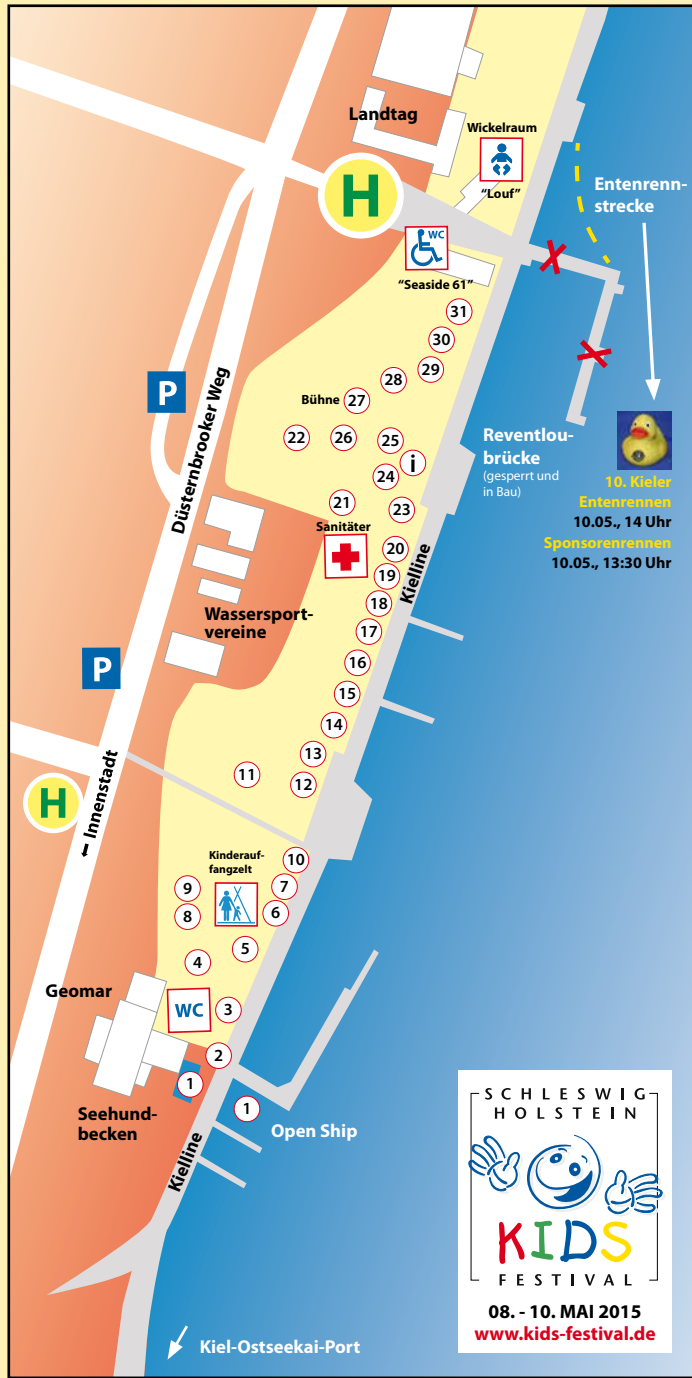 Landtag
Wickelraum
"Louf"
H
WC
"Seaside 61"
Entenrenn-
strecke
31
30
29
28
27
Bühne
22
26
25
i
24
23
21
P
Düsternbrooker Weg
Reventlou-
brücke
(gesperrt und
in Bau)
10. Kieler
Entenrennen
10.05., 14 Uhr
Sponsorenrennen
10.05., 13:30 Uhr
Sanitäter
20
19
18
17
16
15
14
13
12
11
Kielline
Wassersport-
vereine
P
H
← Innenstadt
Kinderauf-
fangzelt
10
9
8
7
6
5
4
3
2
1
1
WC
Geomar
Seehund-
becken
Kielline
Open Ship
Kiel-Ostseekai-Port
SCHLESWIG
HOLSTEIN
KIDS
FESTIVAL
08. - 10. MAI 2015
www.kids-festival.de